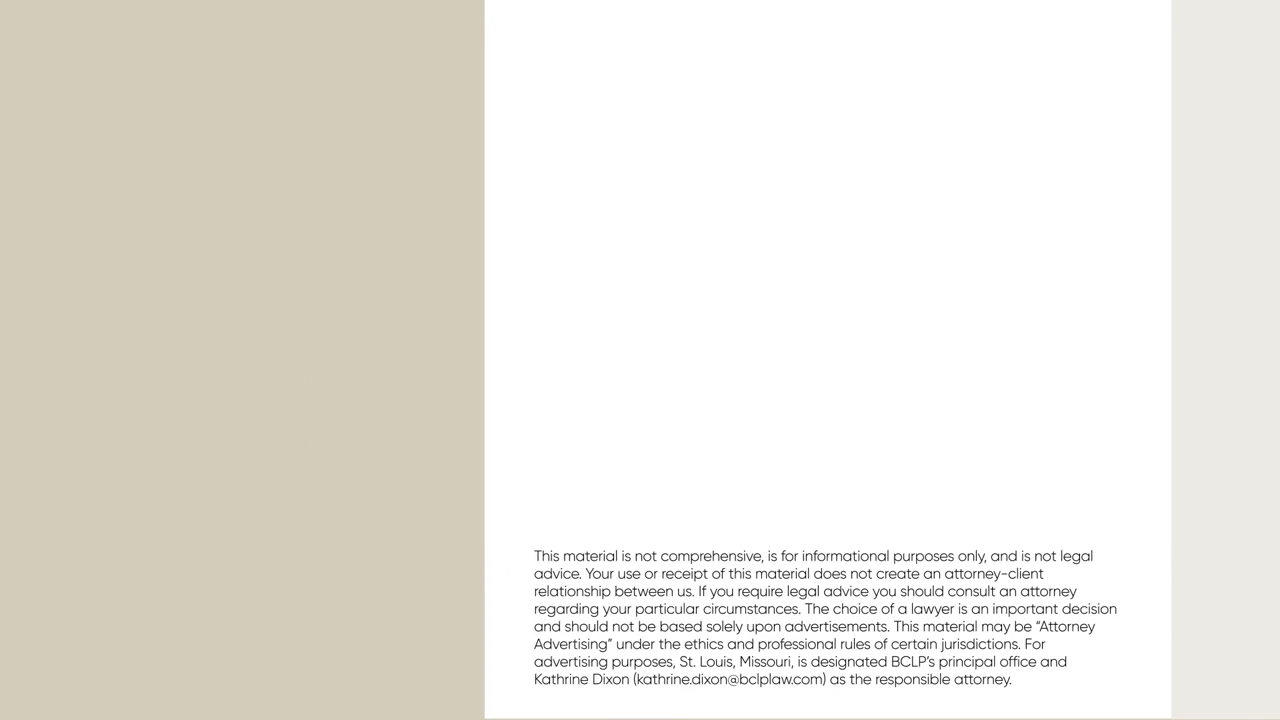 This material is not comprehensive, is for informational purposes only, and is not legal
advice. Your use or receipt of this material does not create an attorney-client
relationship between us. If you require legal advice you should consult an attorney
regarding your particular circumstances. The choice of a lawyer is an important decision
and should not be based solely upon advertisements. This material may be “Attorney
Advertising” under the ethics and professional rules of certain jurisdictions. For
advertising purposes, St. Louis, Missouri, is designated BCLP’s principal office and
Kathrine Dixon (kathrine.dixon@bclplaw.com) as the responsible attorney.